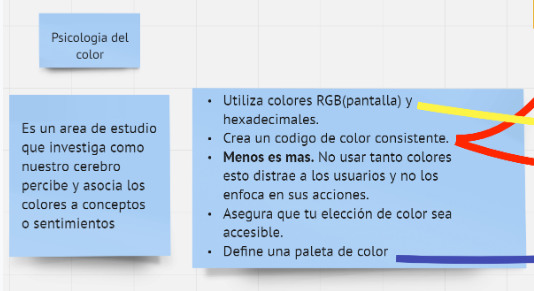 Psicologia del
color
Es un area de estudio
que investiga como
nuestro cerebro
percibe y asocia los
colores a conceptos
o sentimientos
• Utiliza colores RGB(pantalla) y
hexadecimales.
• Crea un codigo de color consistente.
• Menos es mas. No usar tanto colores
esto distrae a los usuarios y no los
enfoca en sus acciones.
• Asegura que tu elección de color sea
accesible.
• Define una paleta de color